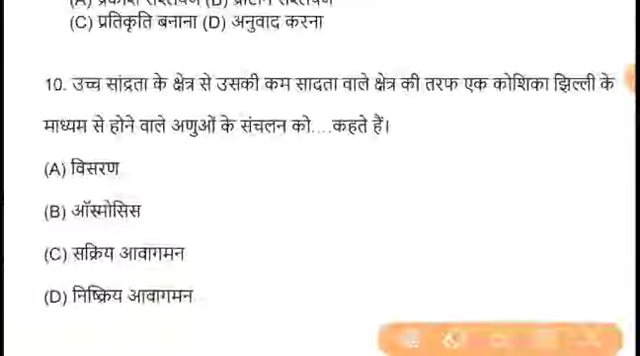 (C) प्रतिकृति बनाना (D) अनुवाद करना
10. उच्च सांद्रता के क्षेत्र से उसकी कम सादता वाले क्षेत्र की तरफ एक कोशिका झिल्ली के
माध्यम से होने वाले अणुओं के संचलन को....कहते हैं।
(A) विसरण
(B) ऑस्मोसिस
(C) सक्रिय आवागमन
(D) निष्क्रिय आवागमन